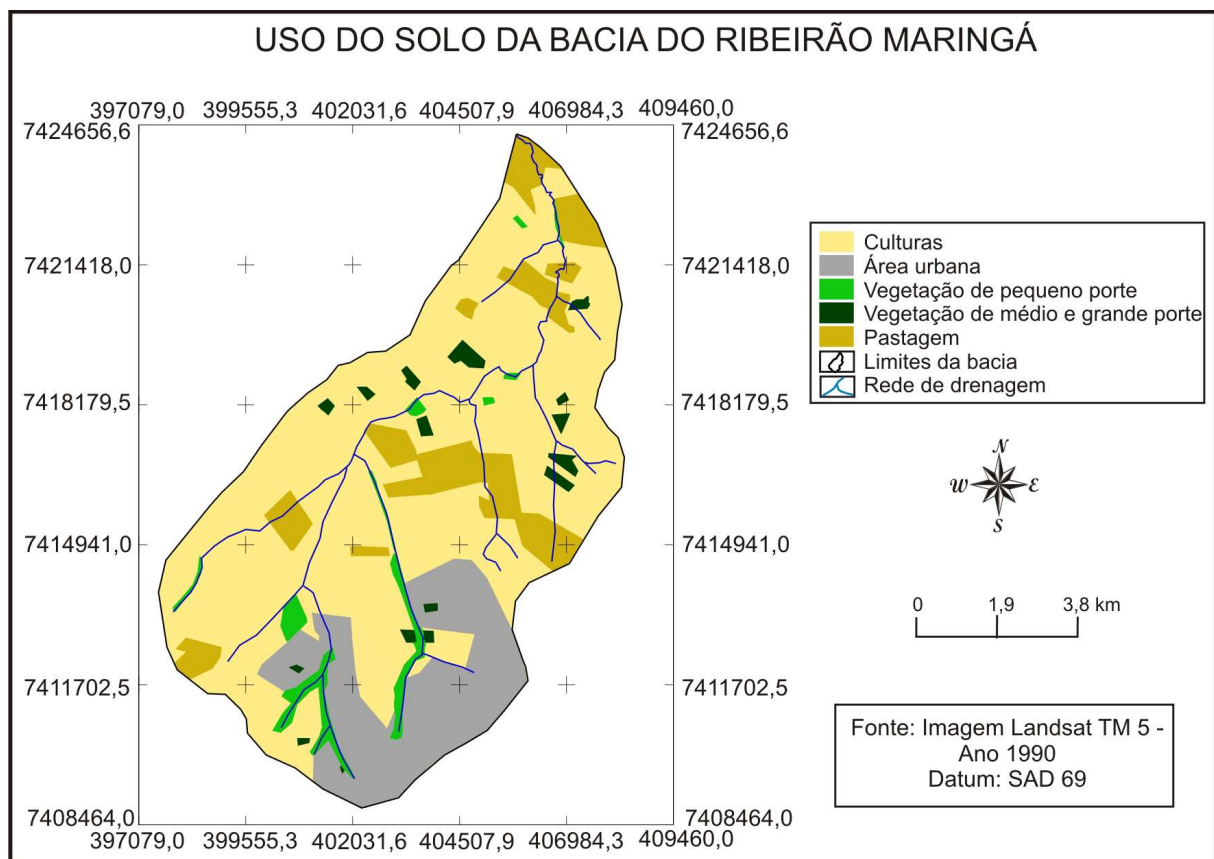 USO DO SOLO DA BACIA DO RIBEIRÃO MARINGÁ
397079,0 399555,3 402031,6 404507,9 406984,3 409460,0
7424656,6 7424656,6
7421418,0 7421418,0
7418179,5 7418179,5
7414941,0 7414941,0
7411702,5 7411702,5
7408464,0 7408464,0
397079,0 399555,3 402031,6 404507,9 406984,3 409460,0
Culturas
Área urbana
Vegetação de pequeno porte
Vegetação de médio e grande porte
Pastagem
Limites da bacia
Rede de drenagem
N
W E
S
0 1,9 3,8 km
Fonte: Imagem Landsat TM 5 -
Ano 1990
Datum: SAD 69